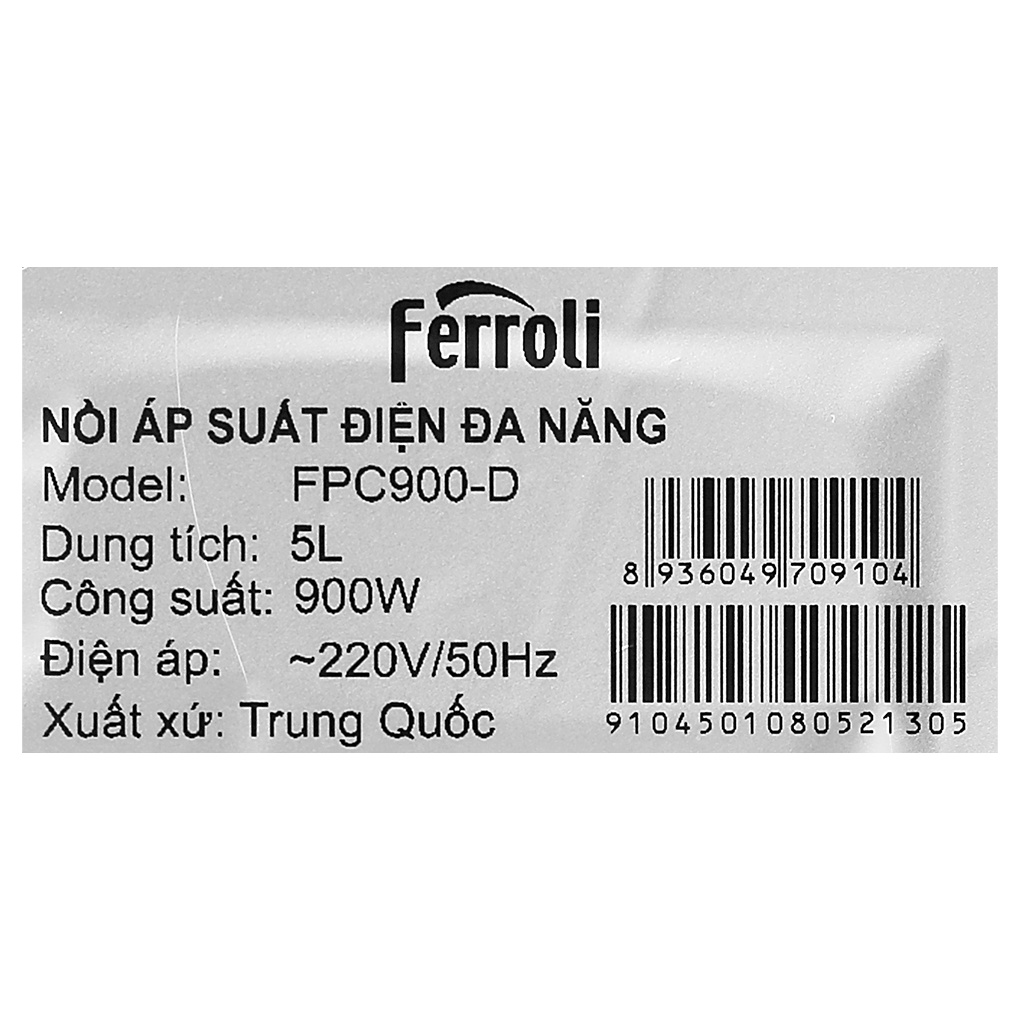 Ferroli
NỒI ÁP SUẤT ĐIỆN ĐA NĂNG
Model: FPC900-D
Dung tích: 5L
Công suất: 900W
Điện áp: ~220V/50Hz
Xuất xứ: Trung Quốc
8 936049 709104
9104501080521305